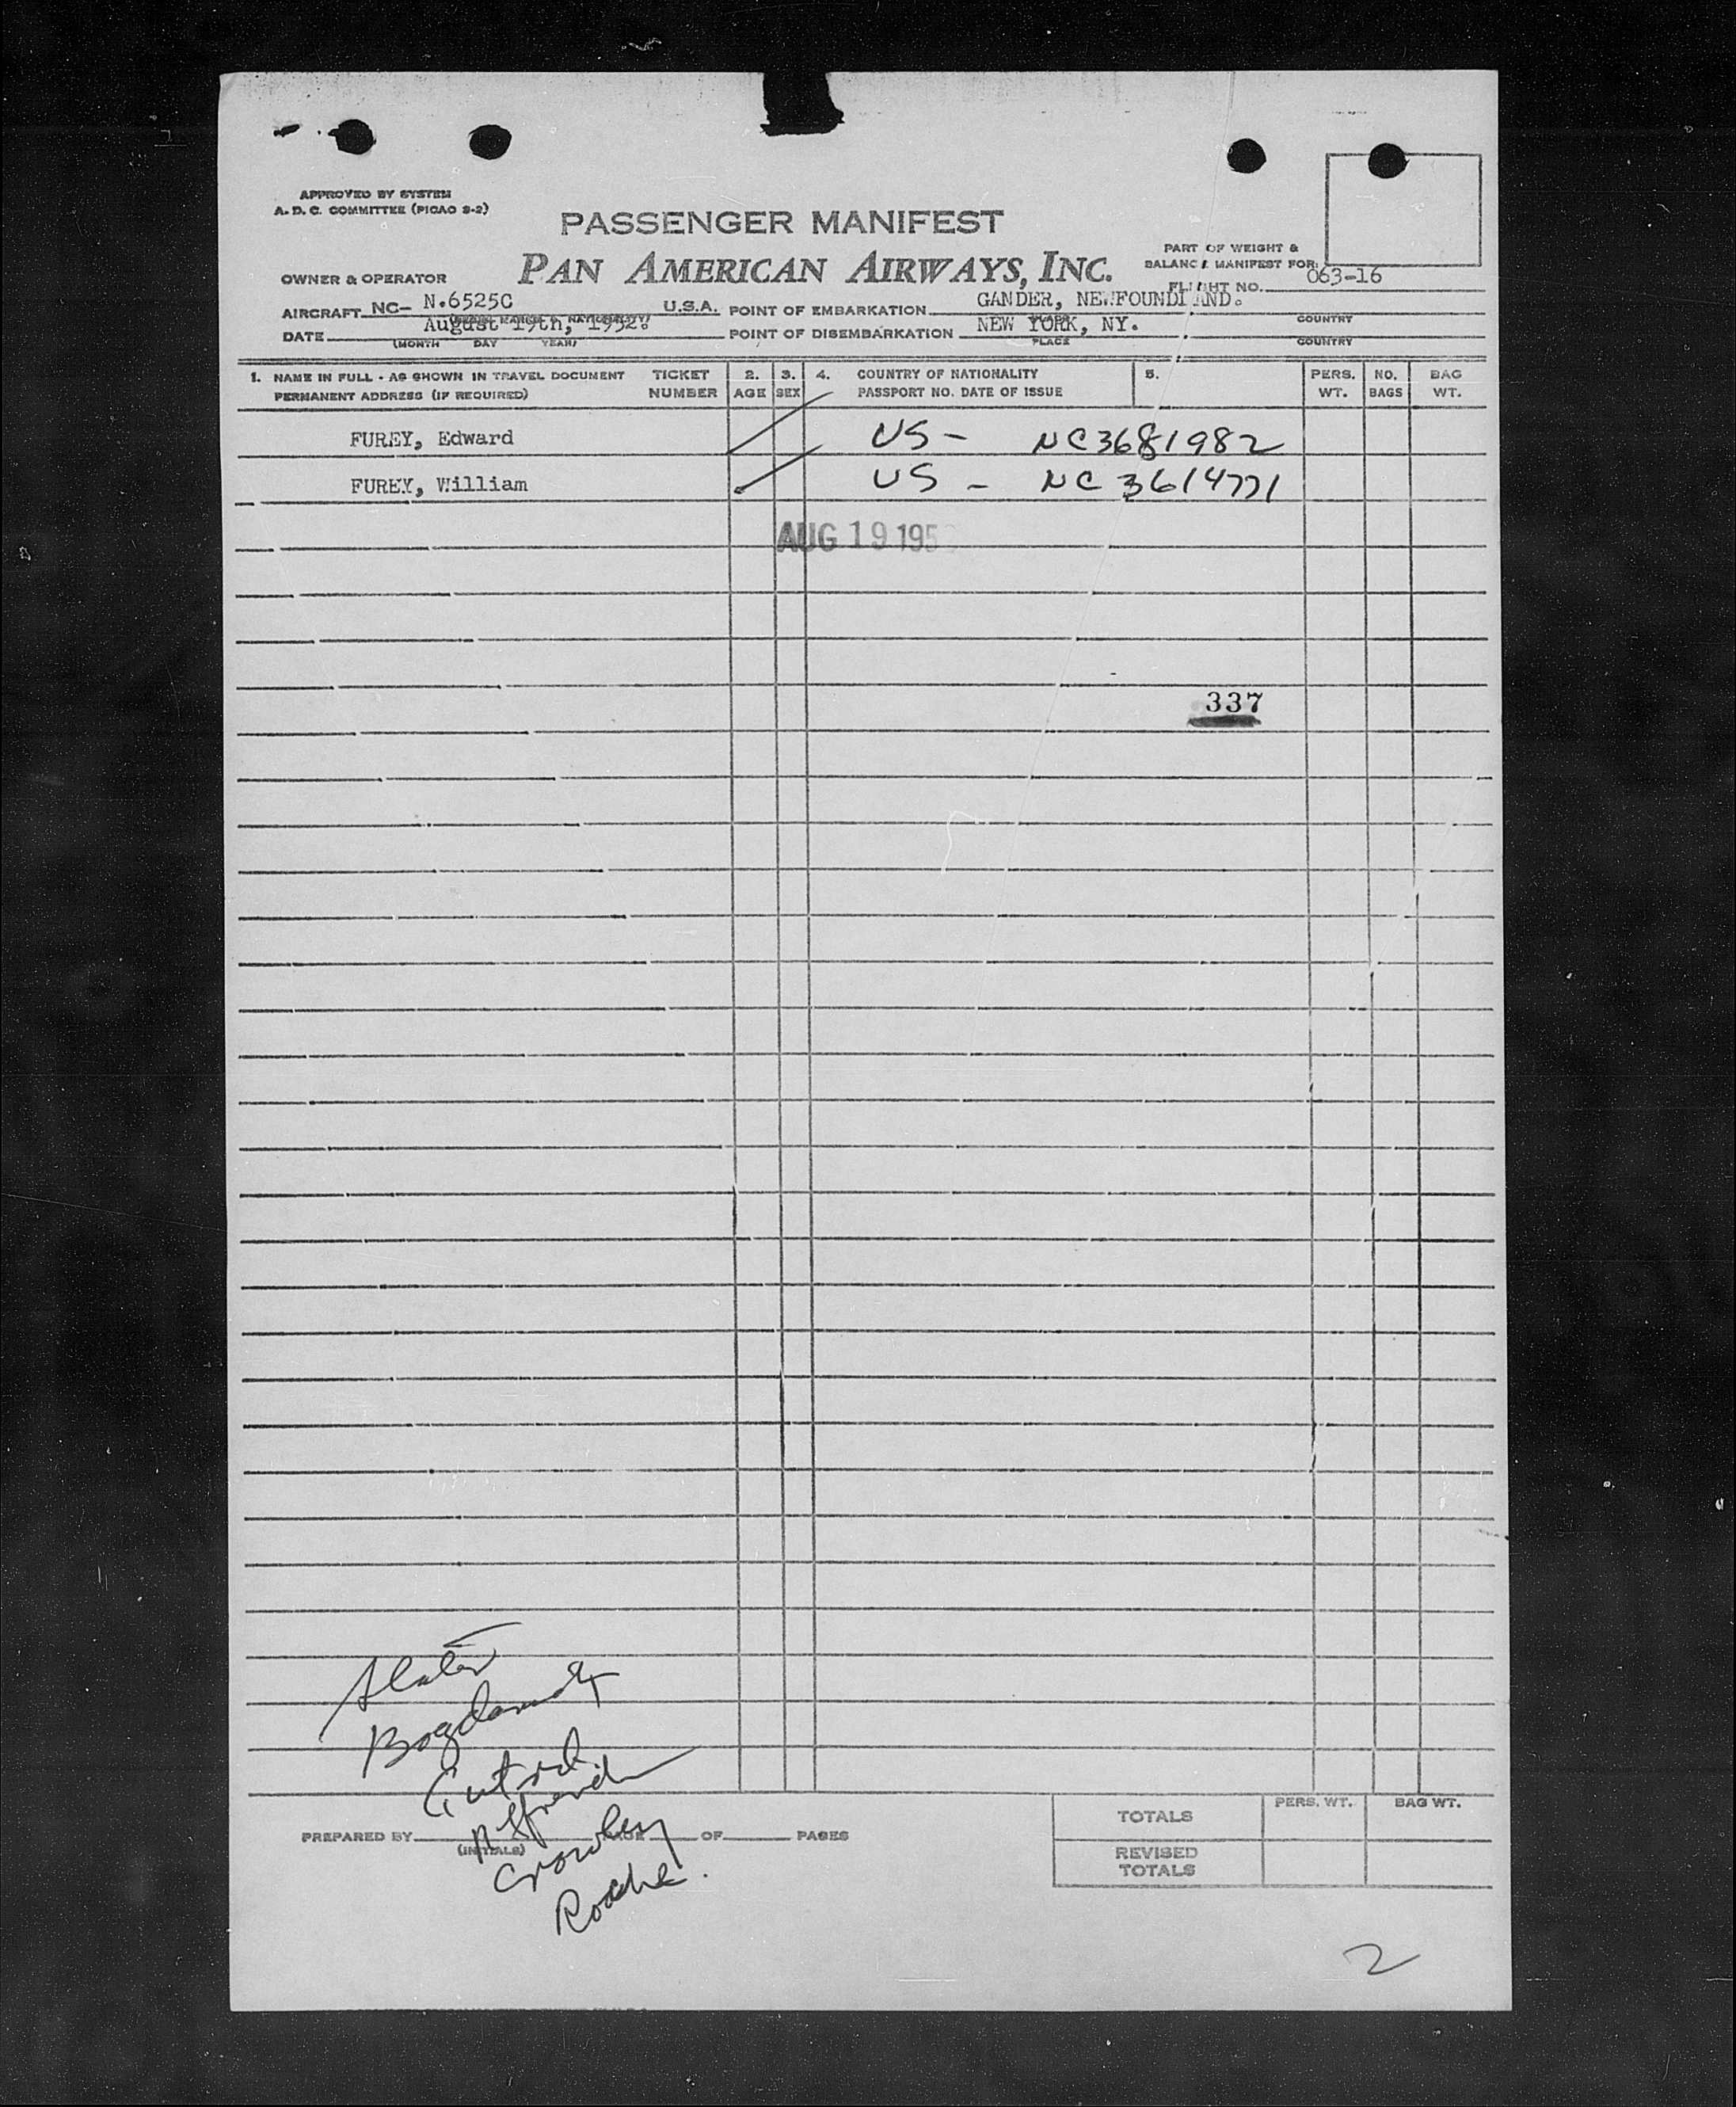 APPROVED BY SYSTEM
A. D. C. COMMITTEE (PICAO S-2)
PASSENGER MANIFEST
PART OF WEIGHT &
BALANCE MANIFEST FOR:
OWNER & OPERATOR PAN AMERICAN AIRWAYS, INC.
FLIGHT NO. 063-16
AIRCRAFT NC- N.6525C U.S.A. POINT OF EMBARKATION GANDER, NEWFOUNDLAND.
PLACE COUNTRY
DATE August 19th, 1952. POINT OF DISEMBARKATION NEW YORK, NY.
(MONTH DAY YEAR) PLACE COUNTRY
1. NAME IN FULL - AS SHOWN IN TRAVEL DOCUMENT TICKET 2. 3. 4. COUNTRY OF NATIONALITY 5. PERS. NO. BAG
PERMANENT ADDRESS (IF REQUIRED) NUMBER AGE SEX PASSPORT NO. DATE OF ISSUE WT. BAGS WT.
FUREY, Edward US - NC3681982
FUREY, William US - NC 3614771
AUG 19 195
337
Slater
Crowley
Roche.
PERS. WT. BAG WT.
TOTALS
PREPARED BY (INITIALS) PAGE OF PAGES
REVISED
TOTALS
2